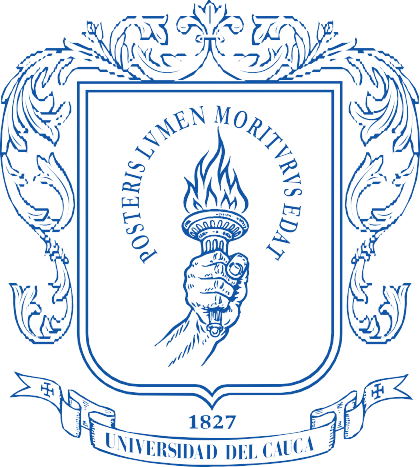 POSTERIS LVMEN MORITVRVS EDAT
1827
UNIVERSIDAD DEL CAUCA